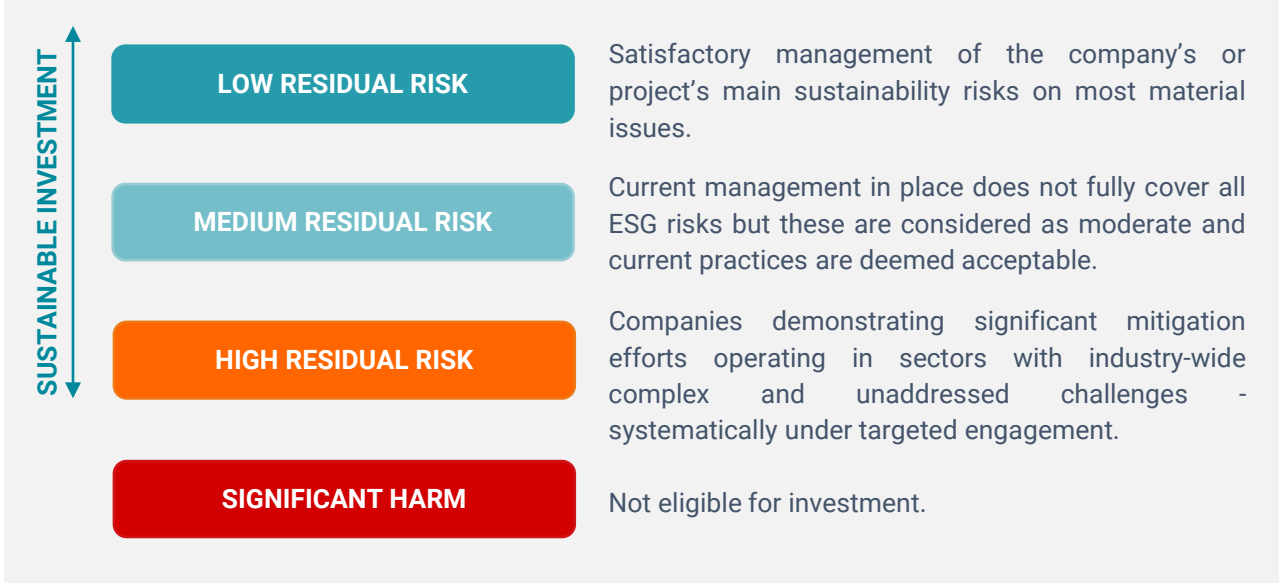 SUSTAINABLE INVESTMENT
LOW RESIDUAL RISK
Satisfactory management of the company’s or
project’s main sustainability risks on most material
issues.
MEDIUM RESIDUAL RISK
Current management in place does not fully cover all
ESG risks but these are considered as moderate and
current practices are deemed acceptable.
HIGH RESIDUAL RISK
Companies demonstrating significant mitigation
efforts operating in sectors with industry-wide
complex and unaddressed challenges -
systematically under targeted engagement.
SIGNIFICANT HARM
Not eligible for investment.